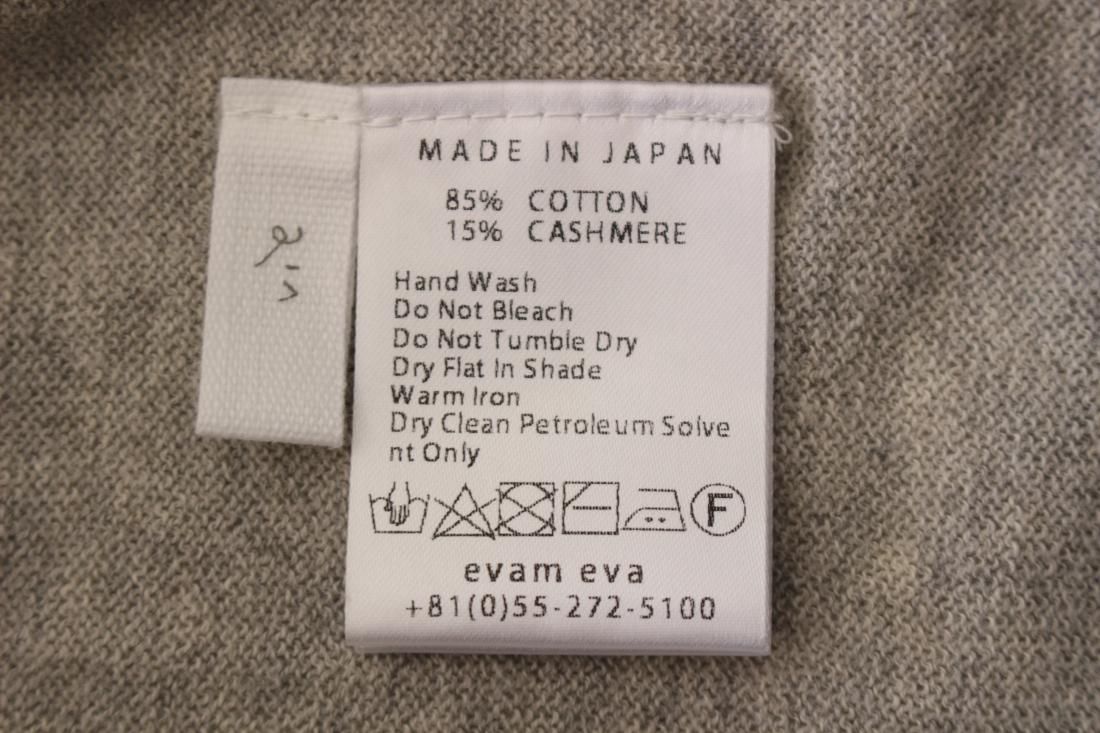 MADE IN JAPAN
85% COTTON
15% CASHMERE
Hand Wash
Do Not Bleach
Do Not Tumble Dry
Dry Flat In Shade
Warm Iron
Dry Clean Petroleum Solve
nt Only
F
evam eva
+81(0)55-272-5100